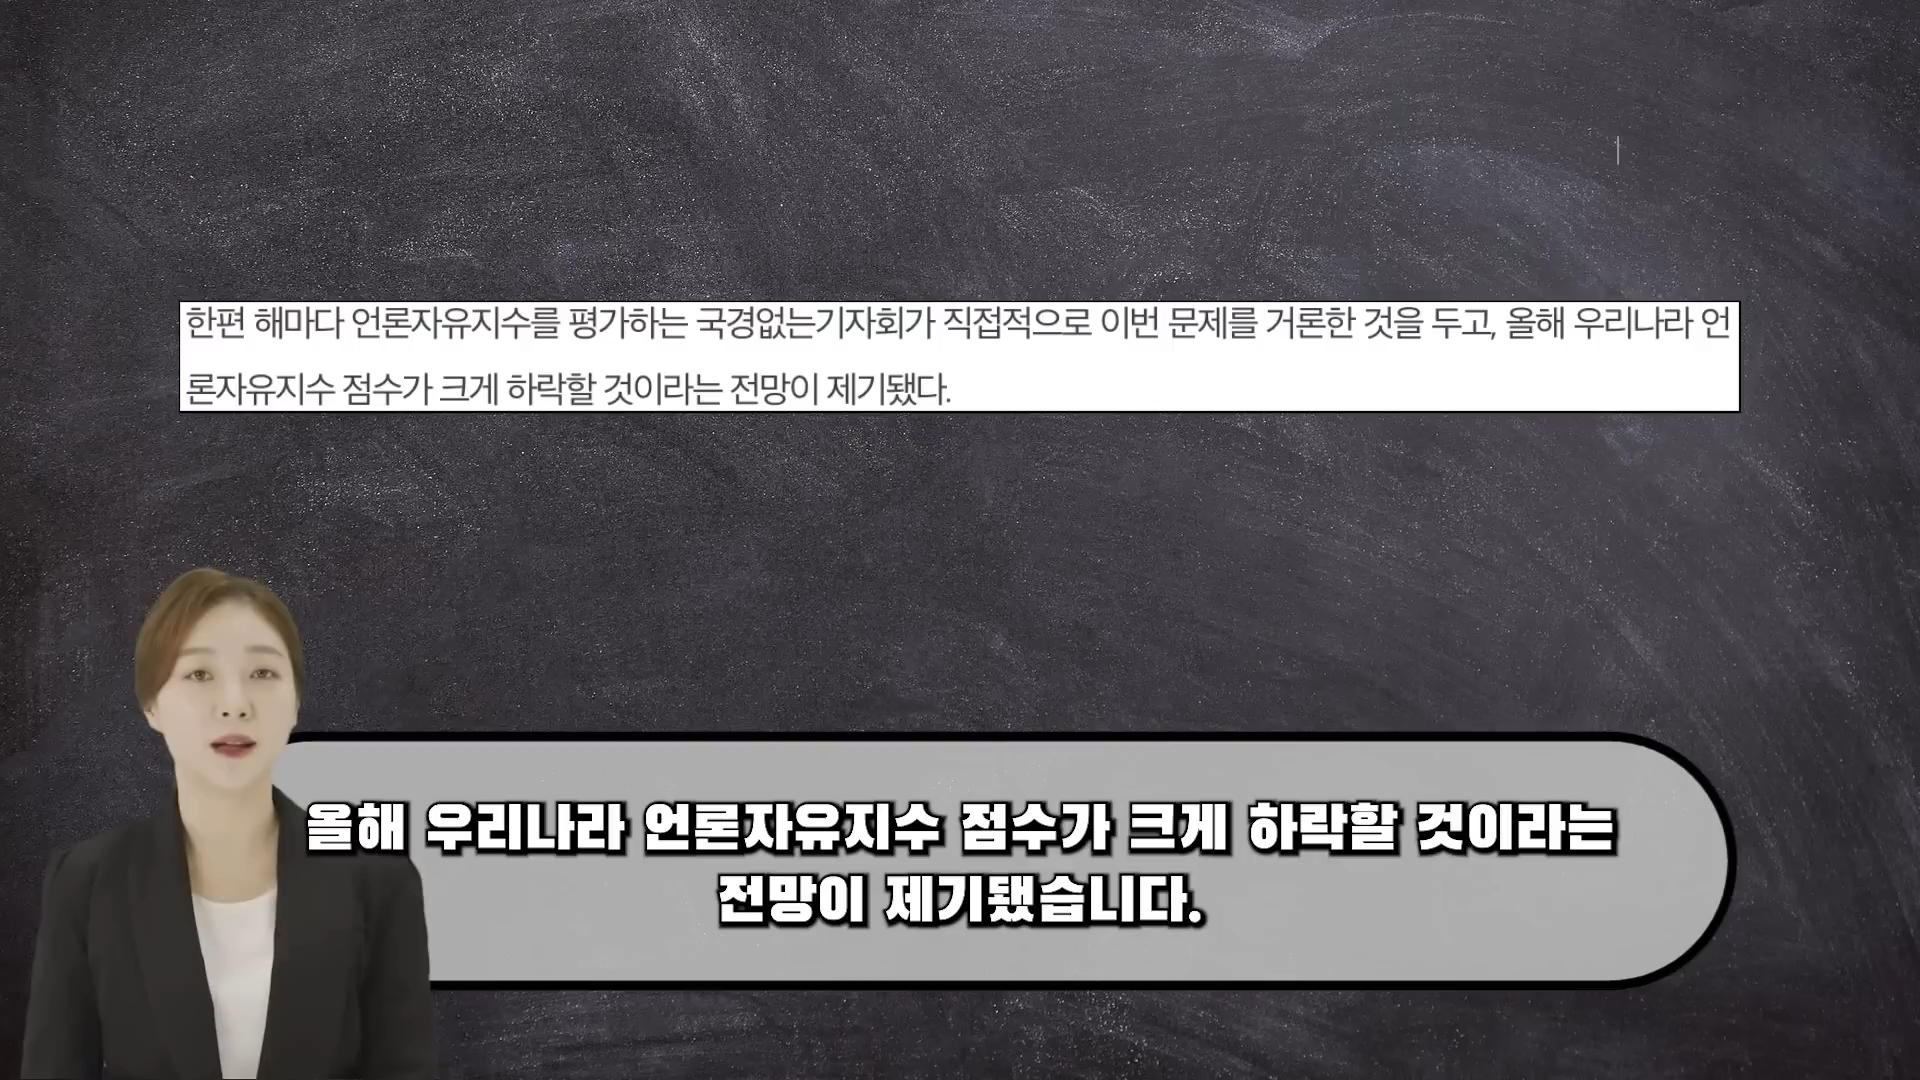 한편 해마다 언론자유지수를 평가하는 국경없는기자회가 직접적으로 이번 문제를 거론한 것을 두고, 올해 우리나라 언
론자유지수 점수가 크게 하락할 것이라는 전망이 제기됐다.
올해 우리나라 언론자유지수 점수가 크게 하락할 것이라는
전망이 제기됐습니다.